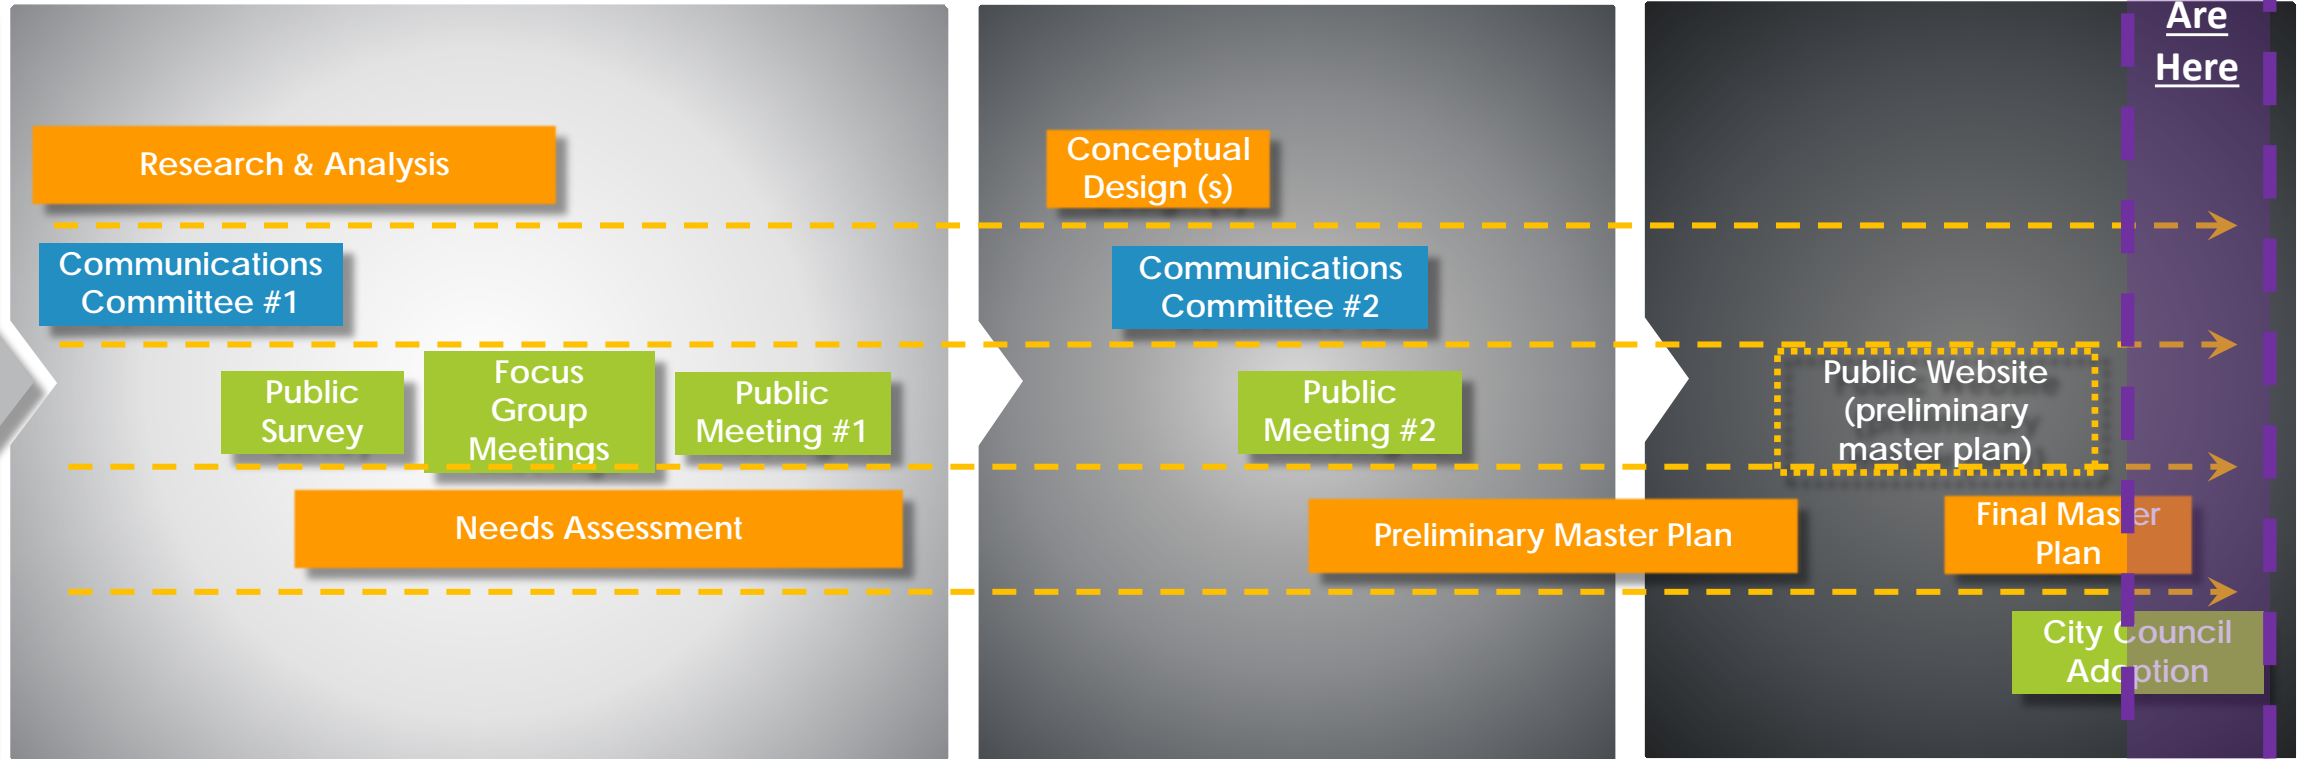 Are
Here
Research & Analysis
Conceptual
Design (s)
Communications
Committee #1
Communications
Committee #2
Public
Survey
Focus
Group
Meetings
Public
Meeting #1
Public
Meeting #2
Public Website
(preliminary
master plan)
Needs Assessment
Preliminary Master Plan
Final Master
Plan
City Council
Adoption